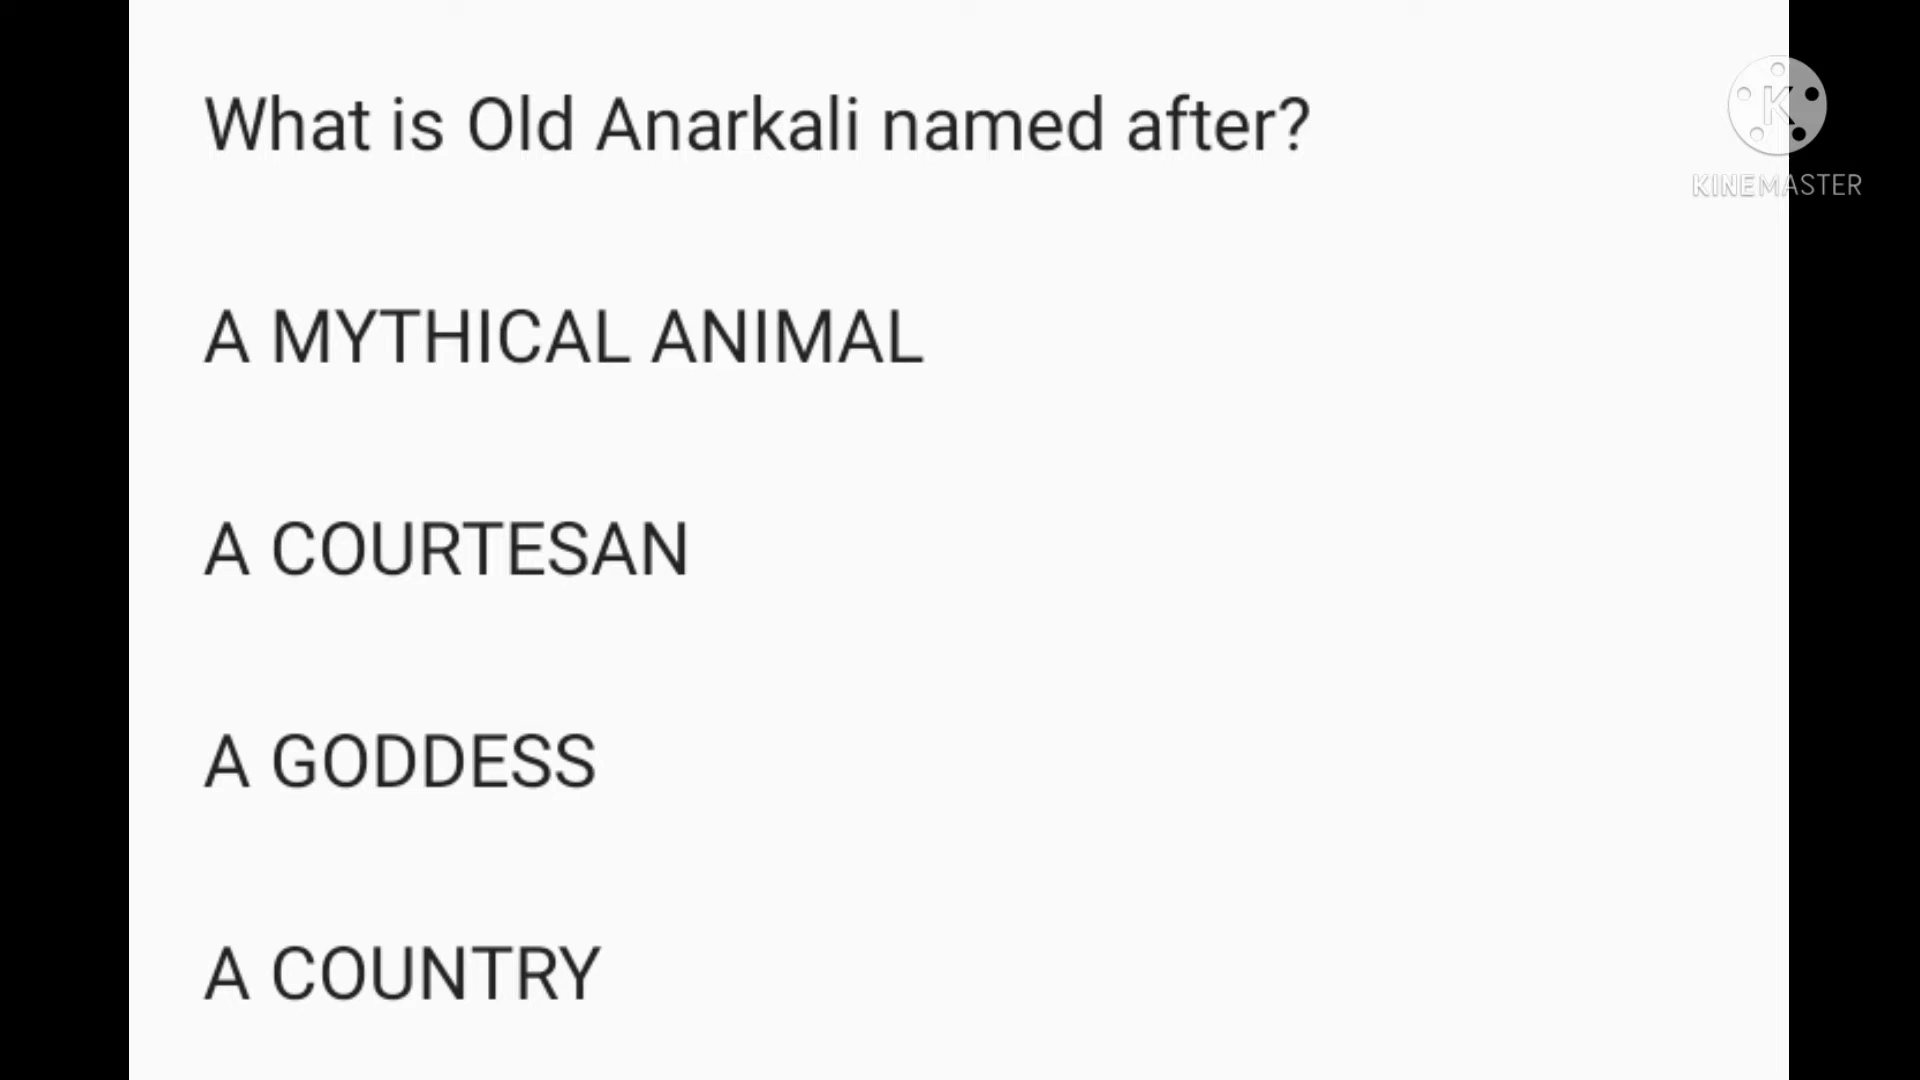 What is Old Anarkali named after?
K
KINEMASTER
A MYTHICAL ANIMAL
A COURTESAN
A GODDESS
A COUNTRY